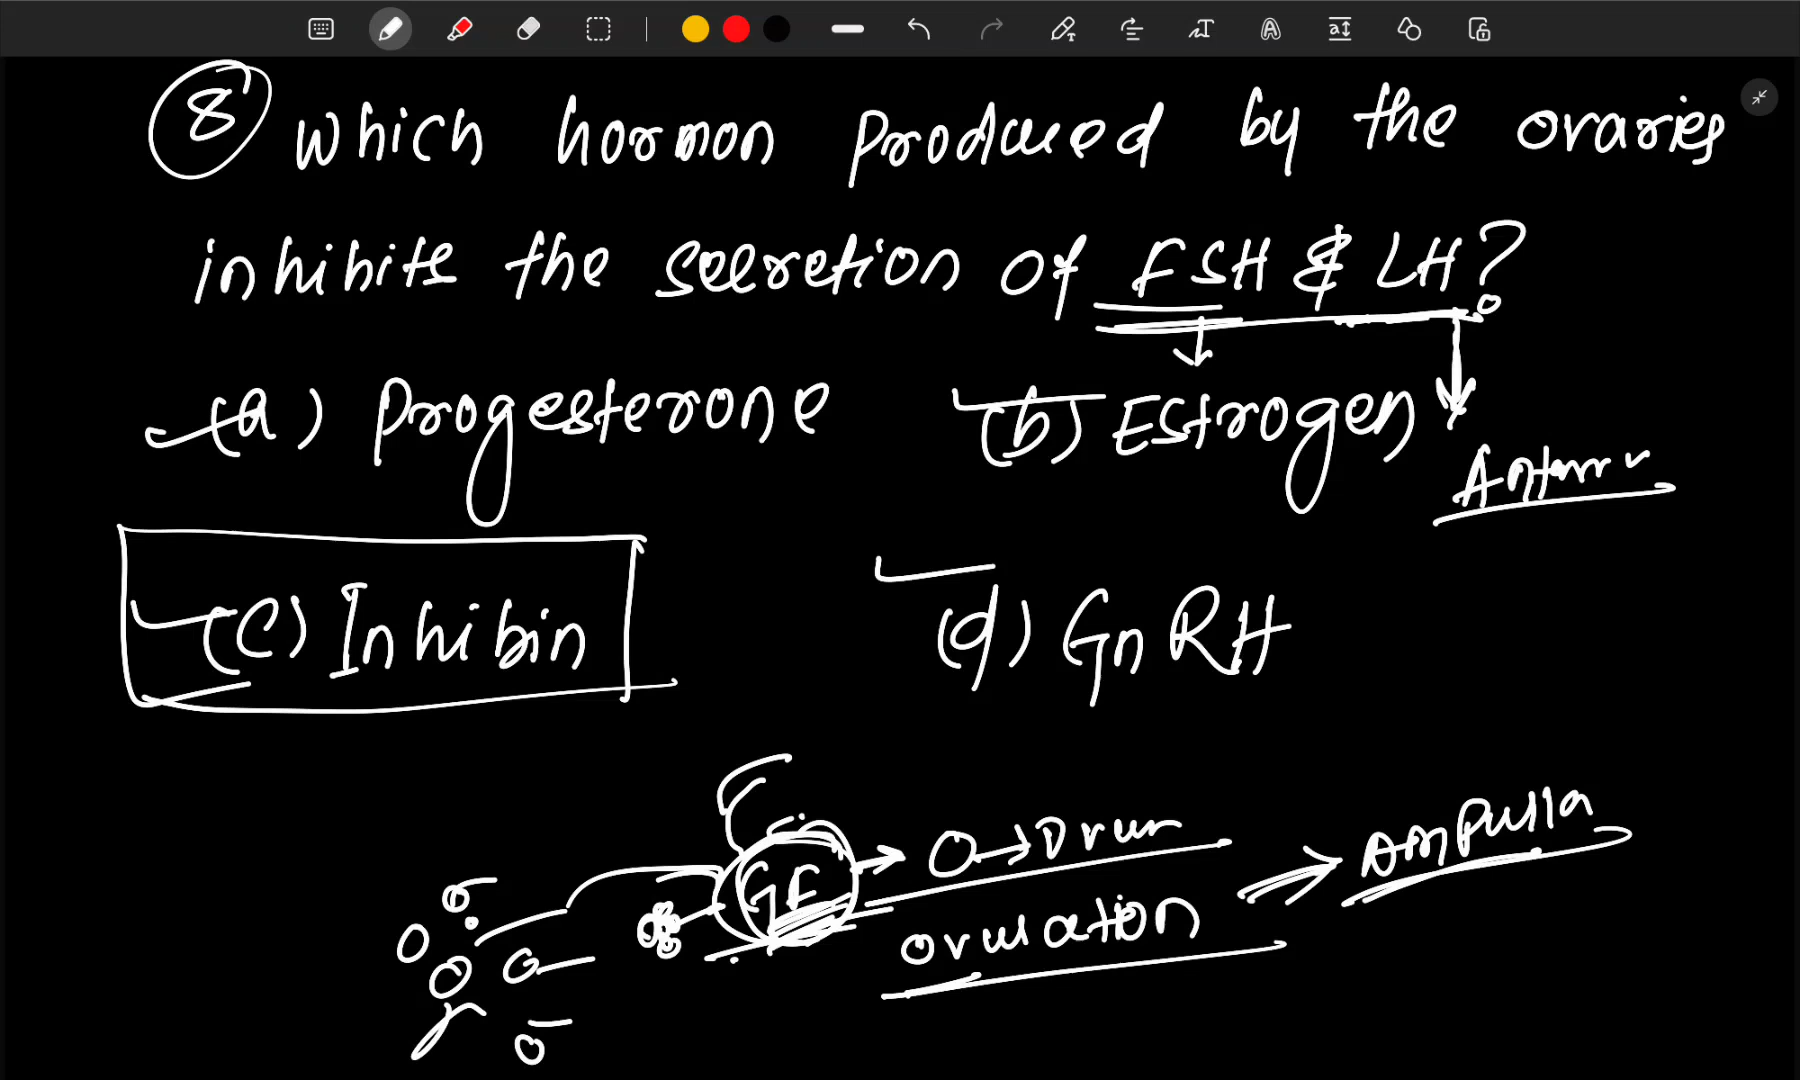 8 Which hormon produced by the ovaries
inhibits the secretion of FSH & LH?
(a) Progesterone (b) Estrogen
(c) Inhibin (d) GnRH
GF O→Ovum
Ampulla
ovulation